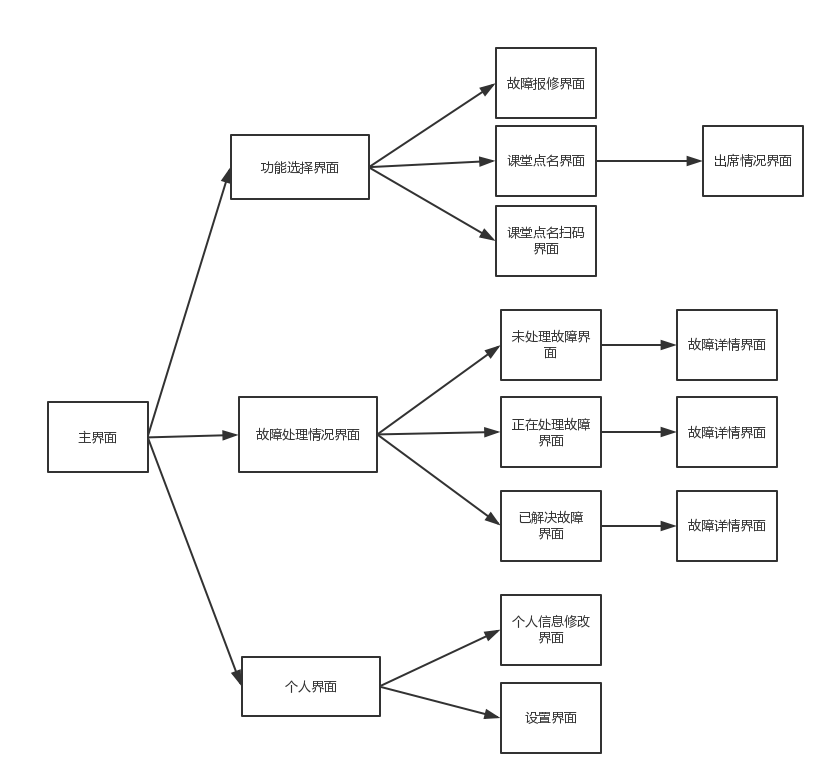 故障报修界面
功能选择界面
课堂点名界面
出席情况界面
课堂点名扫码
界面
未处理故障界
面
故障详情界面
主界面
故障处理情况界面
正在处理故障
界面
故障详情界面
已解决故障
界面
故障详情界面
个人信息修改
界面
个人界面
设置界面